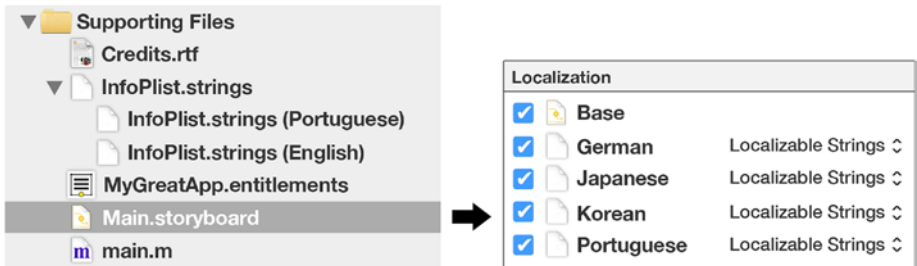 Supporting Files
Credits.rtf
InfoPlist.strings
InfoPlist.strings (Portuguese)
InfoPlist.strings (English)
MyGreatApp.entitlements
Main.storyboard
m main.m
Localization
Base
German Localizable Strings
Japanese Localizable Strings
Korean Localizable Strings
Portuguese Localizable Strings